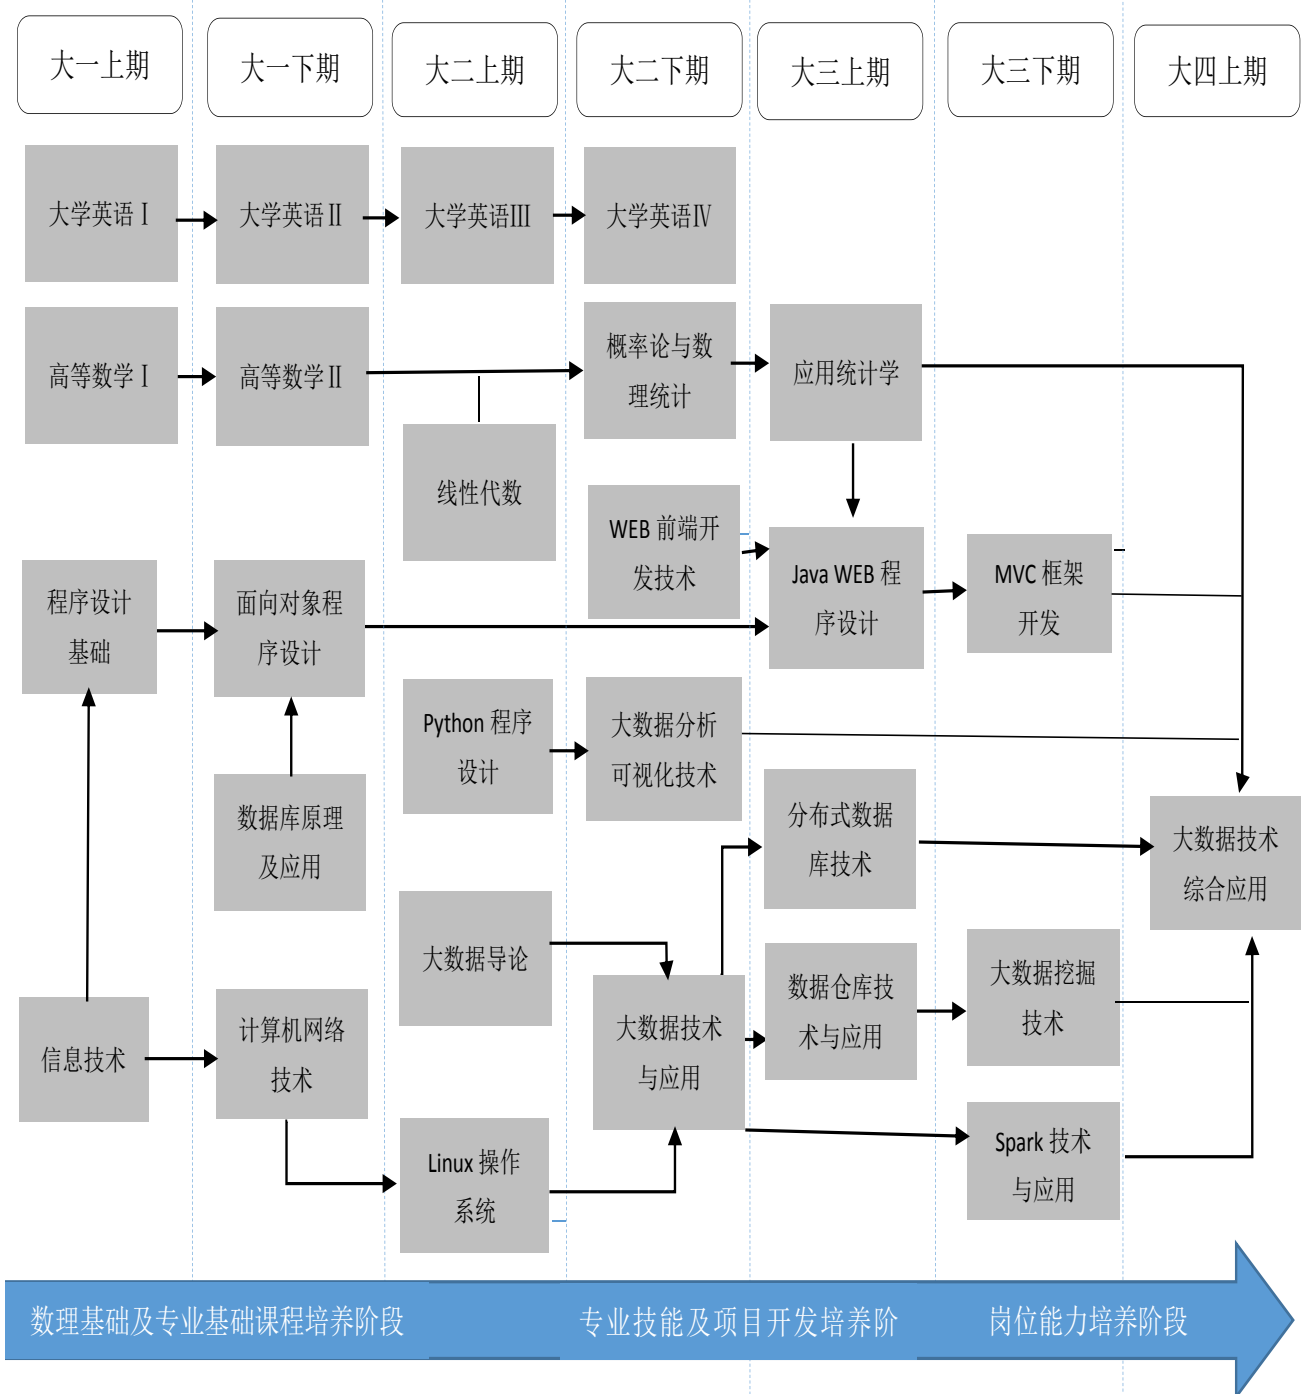 大一上期
大一下期
大二上期
大二下期
大三上期
大三下期
大四上期
大学英语Ⅰ
大学英语Ⅱ
大学英语Ⅲ
大学英语Ⅳ
高等数学Ⅰ
高等数学Ⅱ
概率论与数
理统计
应用统计学
线性代数
WEB 前端开
发技术
Java WEB 程
序设计
MVC 框架
开发
程序设计
基础
面向对象程
序设计
Python 程序
设计
大数据分析
可视化技术
数据库原理
及应用
分布式数据
库技术
大数据技术
综合应用
大数据导论
大数据技术
与应用
数据仓库技
术与应用
大数据挖掘
技术
信息技术
计算机网络
技术
Linux 操作
系统
Spark 技术
与应用
数理基础及专业基础课程培养阶段
专业技能及项目开发培养阶
岗位能力培养阶段